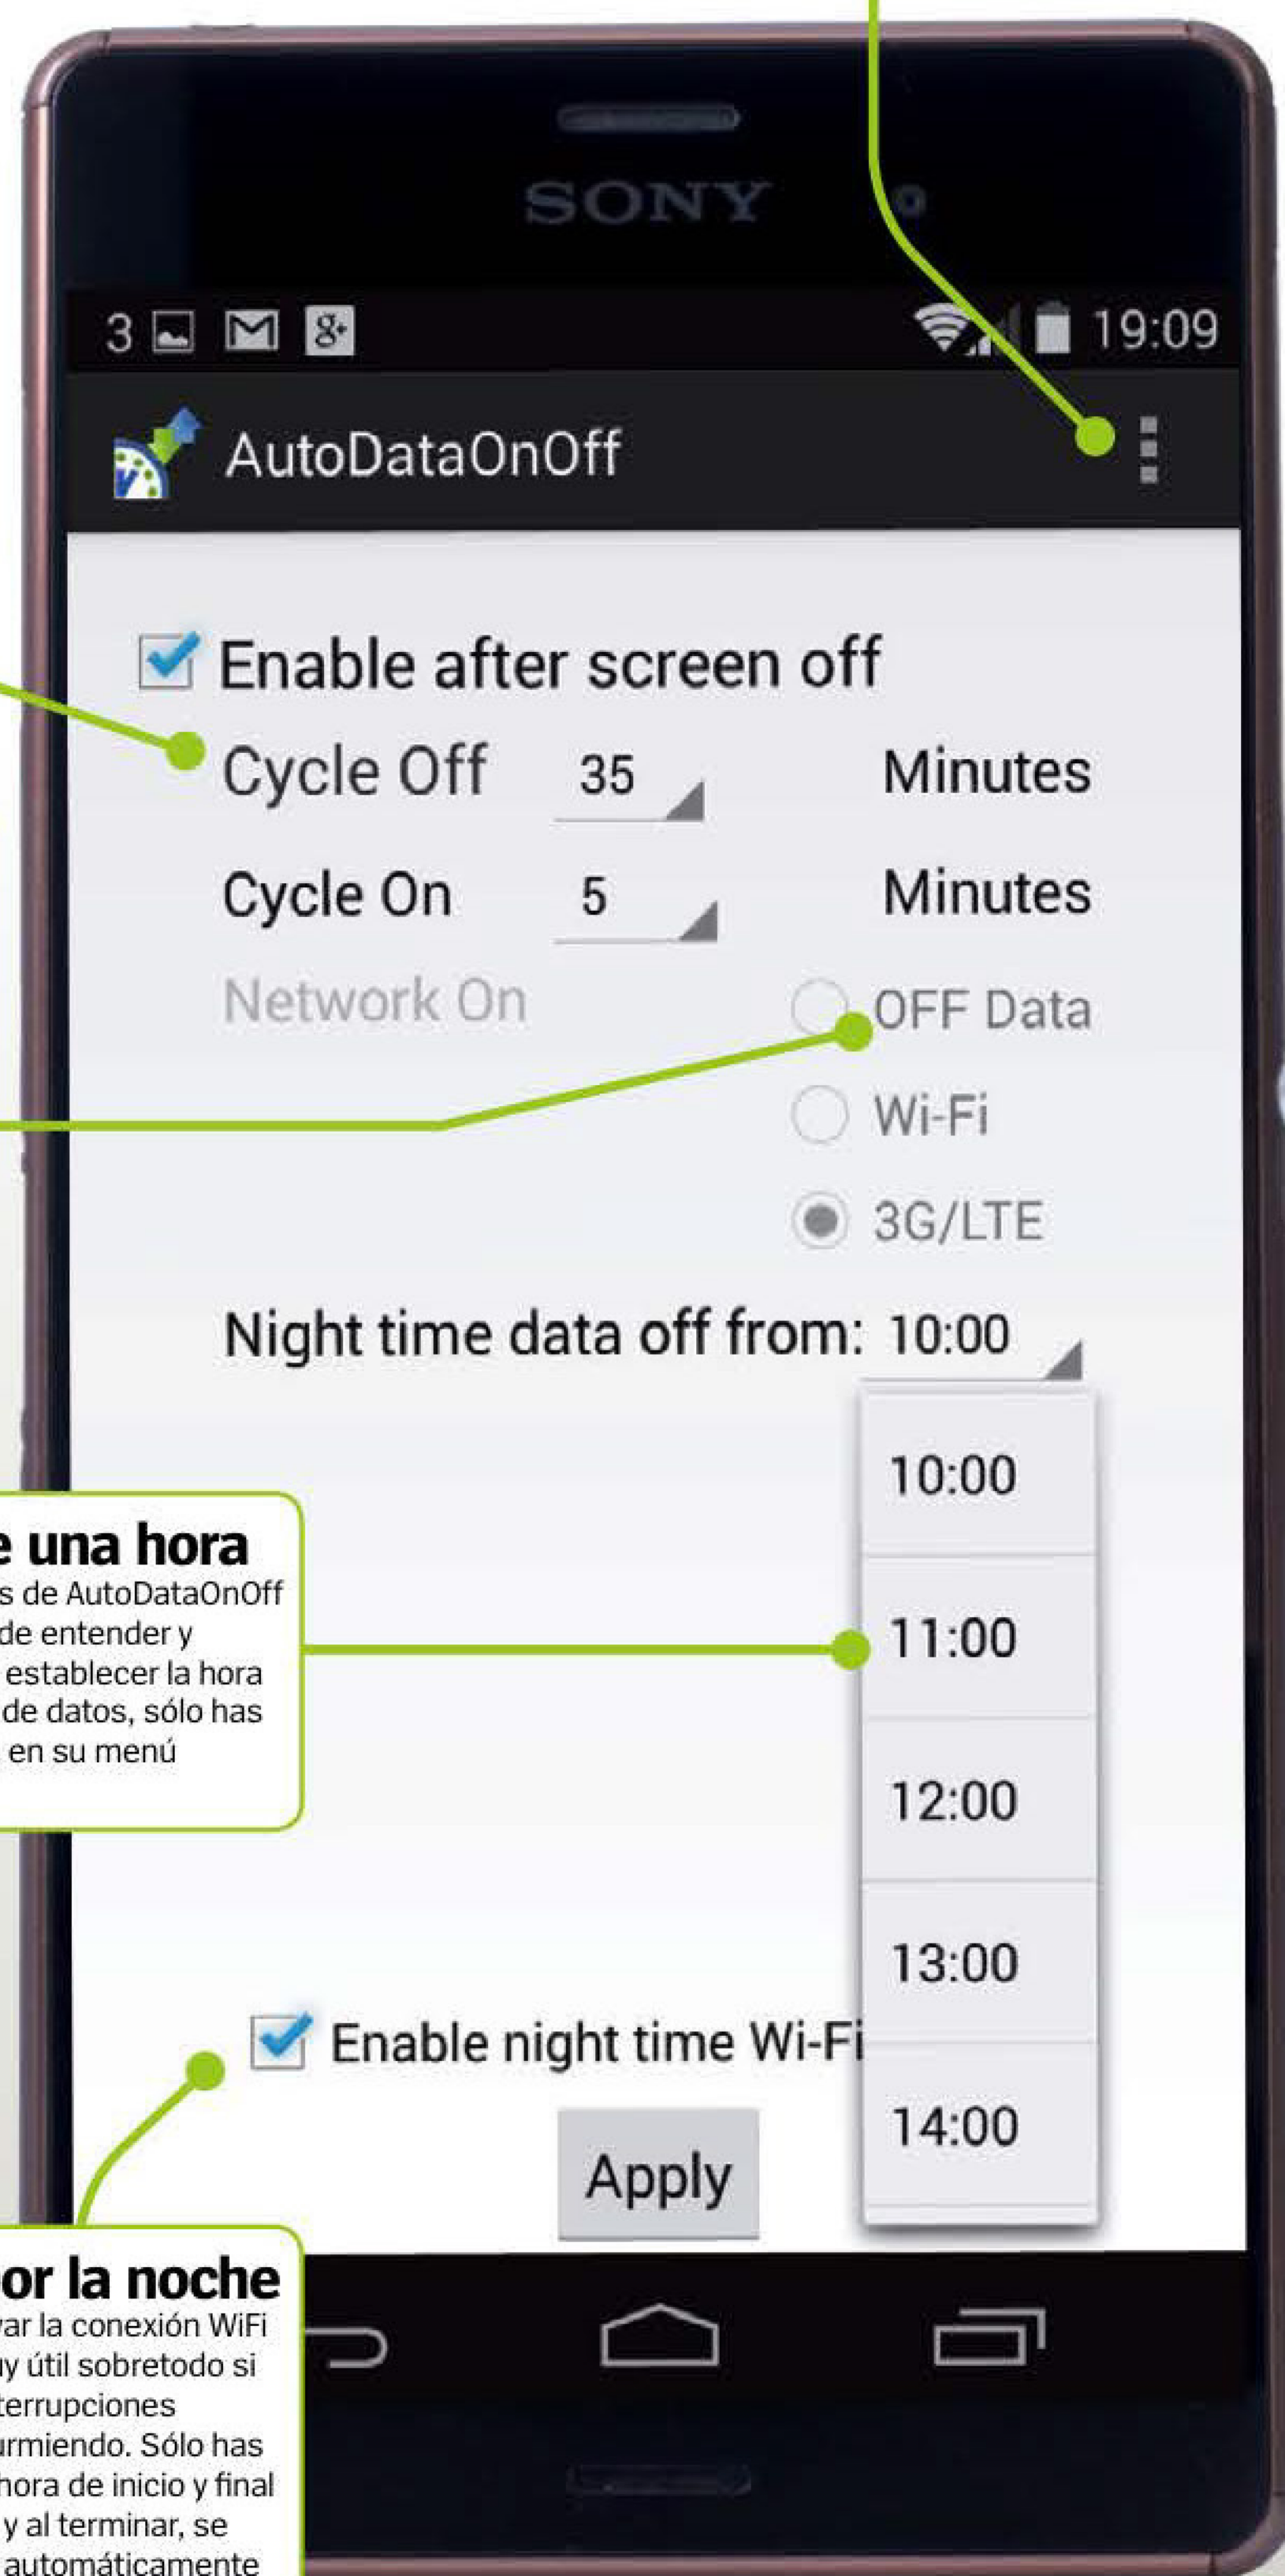 SONY
3 19:09
AutoDataOnOff
Enable after screen off
Cycle Off 35 Minutes
Cycle On 5 Minutes
Network On OFF Data
Wi-Fi
3G/LTE
Night time data off from: 10:00
10:00
11:00
12:00
13:00
14:00
una hora
de AutoDataOnOff
de entender y
establecer la hora
de datos, sólo has
en su menú
Enable night time Wi-Fi
Apply
la noche
la conexión WiFi
útil sobretodo si
Sólo has
hora de inicio y final
y al terminar, se
automáticamente